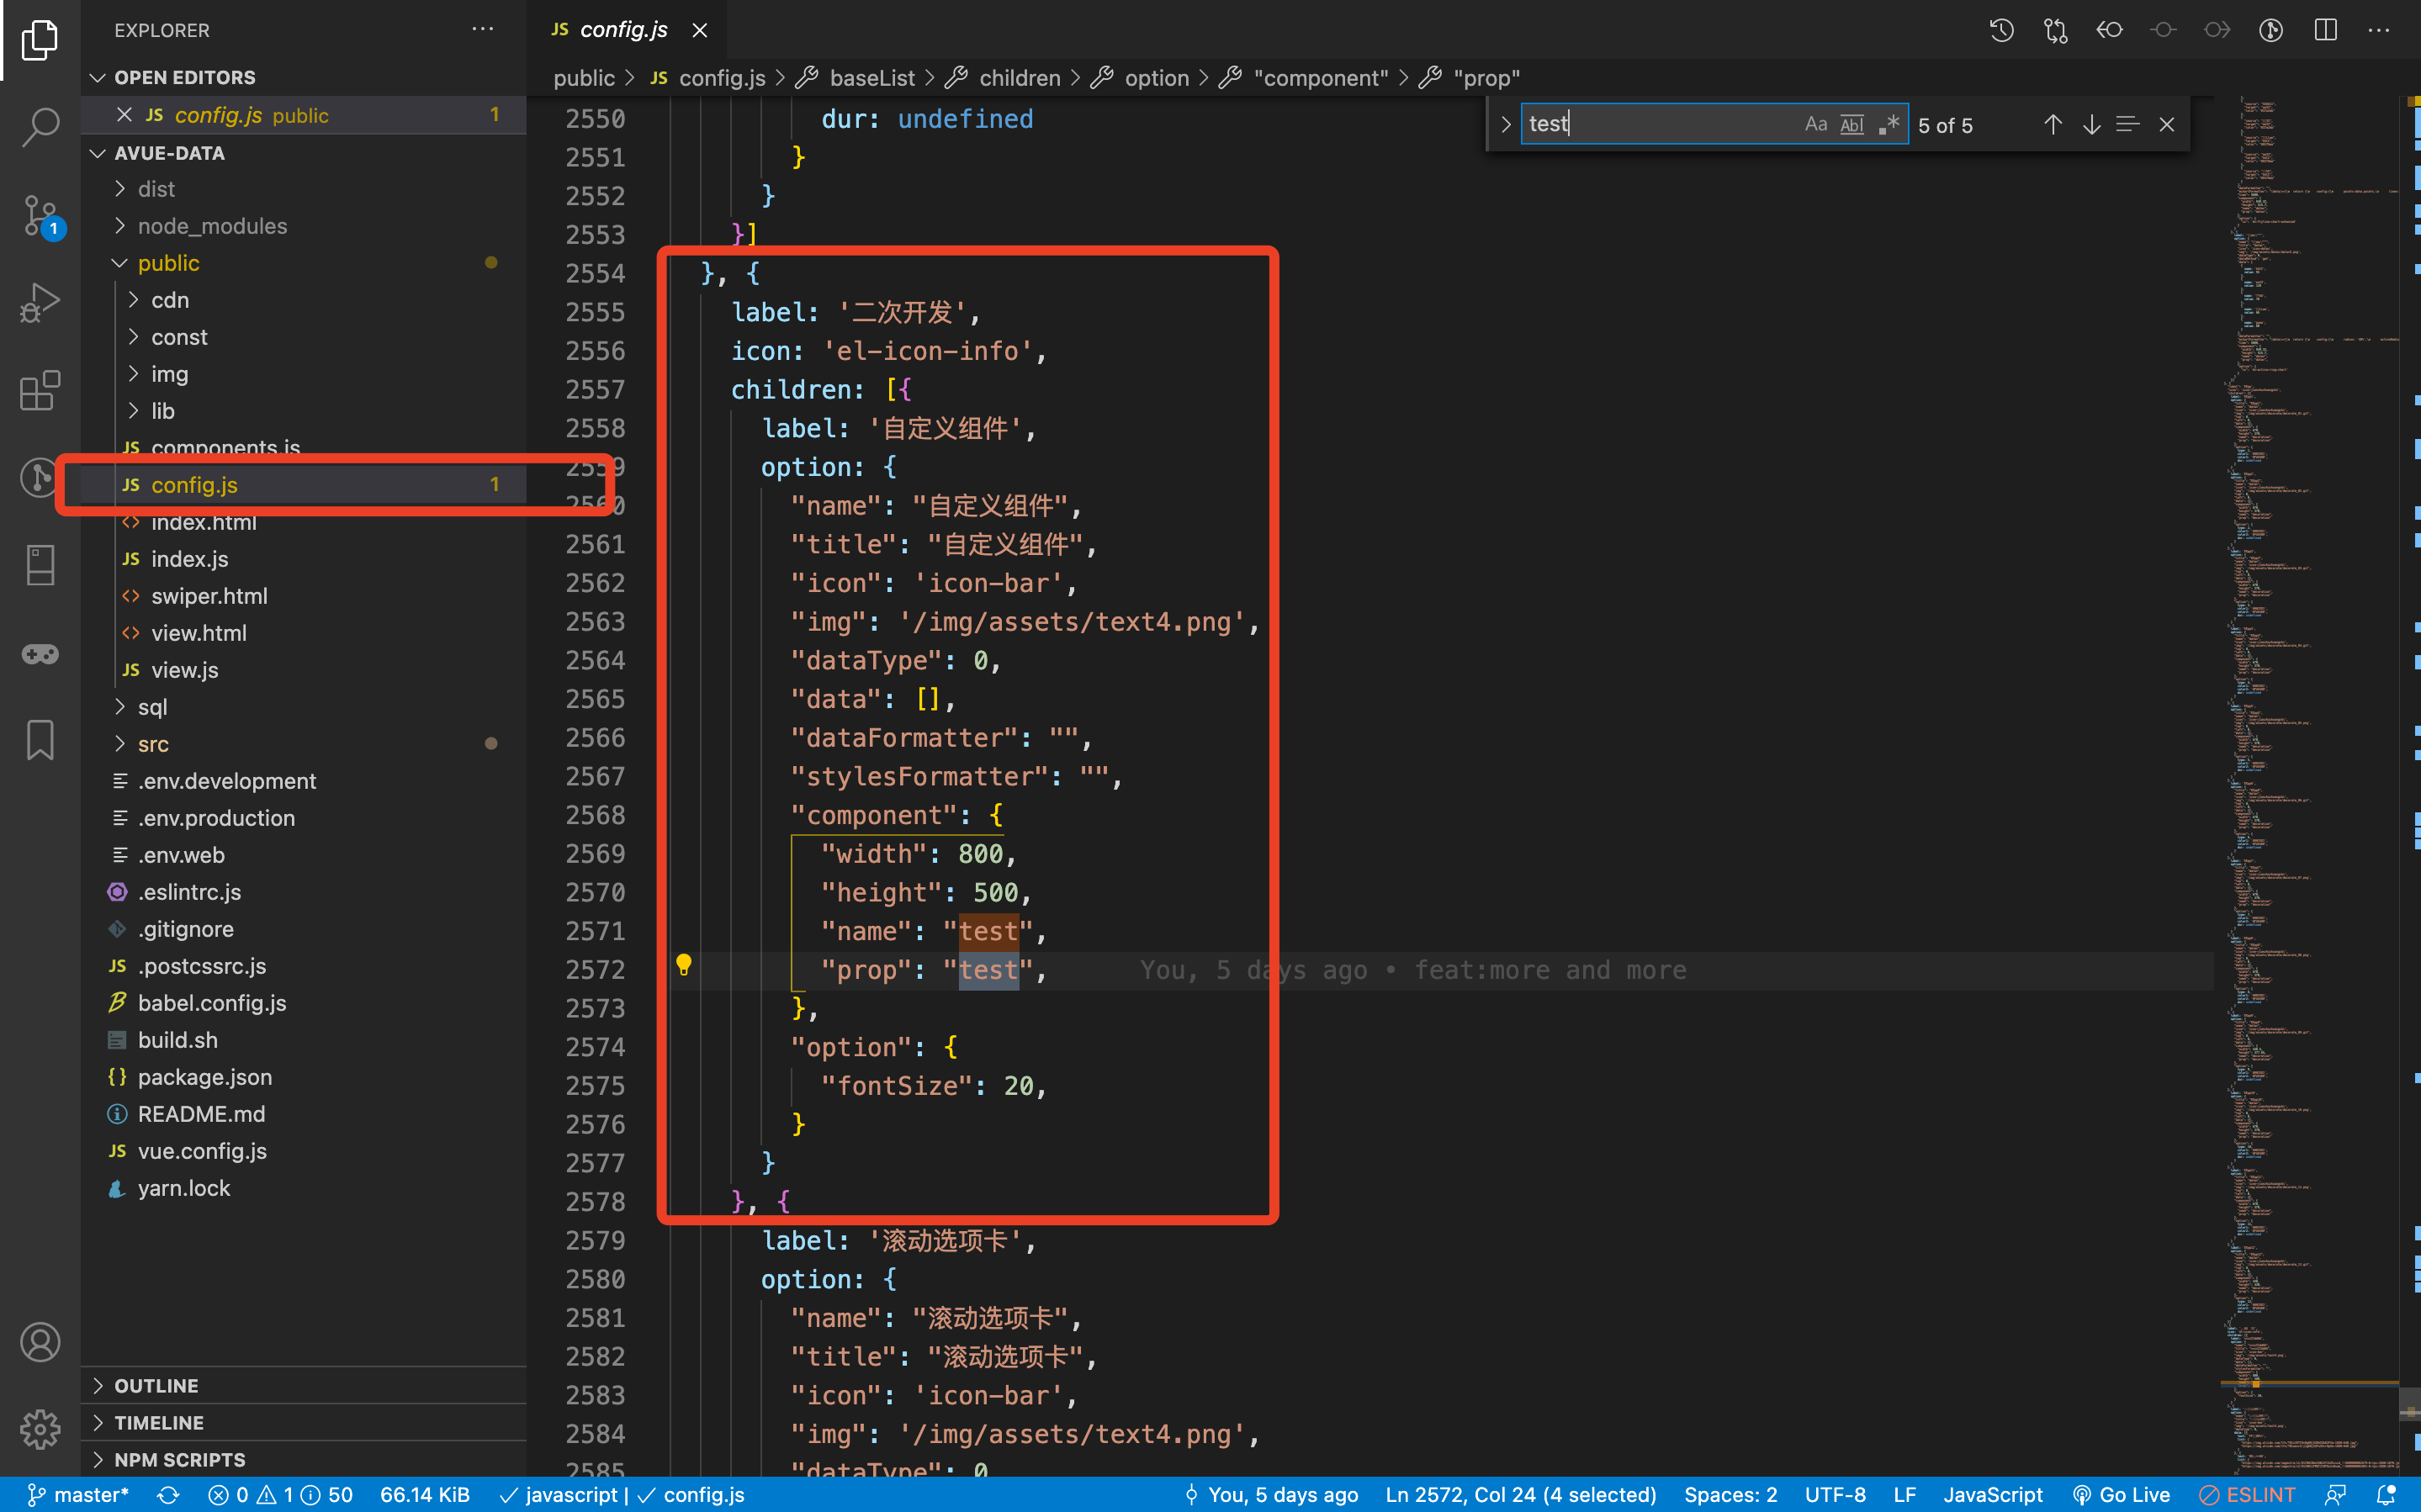 EXPLORER
OPEN EDITORS
JS config.js public 1
AVUE-DATA
dist
node_modules
public
cdn
const
img
lib
JS components.js
JS config.js 1
index.html
JS index.js
swiper.html
view.html
JS view.js
sql
src
.env.development
.env.production
.env.web
.eslintrc.js
.gitignore
JS .postcssrc.js
babel.config.js
build.sh
{} package.json
README.md
JS vue.config.js
yarn.lock
OUTLINE
TIMELINE
NPM SCRIPTS
1
JS config.js
public > JS config.js > baseList > children > option > "component" > "prop"
test Aa Abl .* 5 of 5
2550 dur: undefined
2551 }
2552 }
2553 }]
2554 }, {
2555 label: '二次开发',
2556 icon: 'el-icon-info',
2557 children: [{
2558 label: '自定义组件',
2559 option: {
2560 "name": "自定义组件",
2561 "title": "自定义组件",
2562 "icon": 'icon-bar',
2563 "img": '/img/assets/text4.png',
2564 "dataType": 0,
2565 "data": [],
2566 "dataFormatter": "",
2567 "stylesFormatter": "",
2568 "component": {
2569 "width": 800,
2570 "height": 500,
2571 "name": "test",
2572 "prop": "test", You, 5 days ago • feat:more and more
2573 },
2574 "option": {
2575 "fontSize": 20,
2576 }
2577 }
2578 }, {
2579 label: '滚动选项卡',
2580 option: {
2581 "name": "滚动选项卡",
2582 "title": "滚动选项卡",
2583 "icon": 'icon-bar',
2584 "img": '/img/assets/text4.png',
2585 "dataType": 0
master* 0 1 50 66.14 KiB javascript | config.js You, 5 days ago Ln 2572, Col 24 (4 selected) Spaces: 2 UTF-8 LF JavaScript Go Live ESLINT